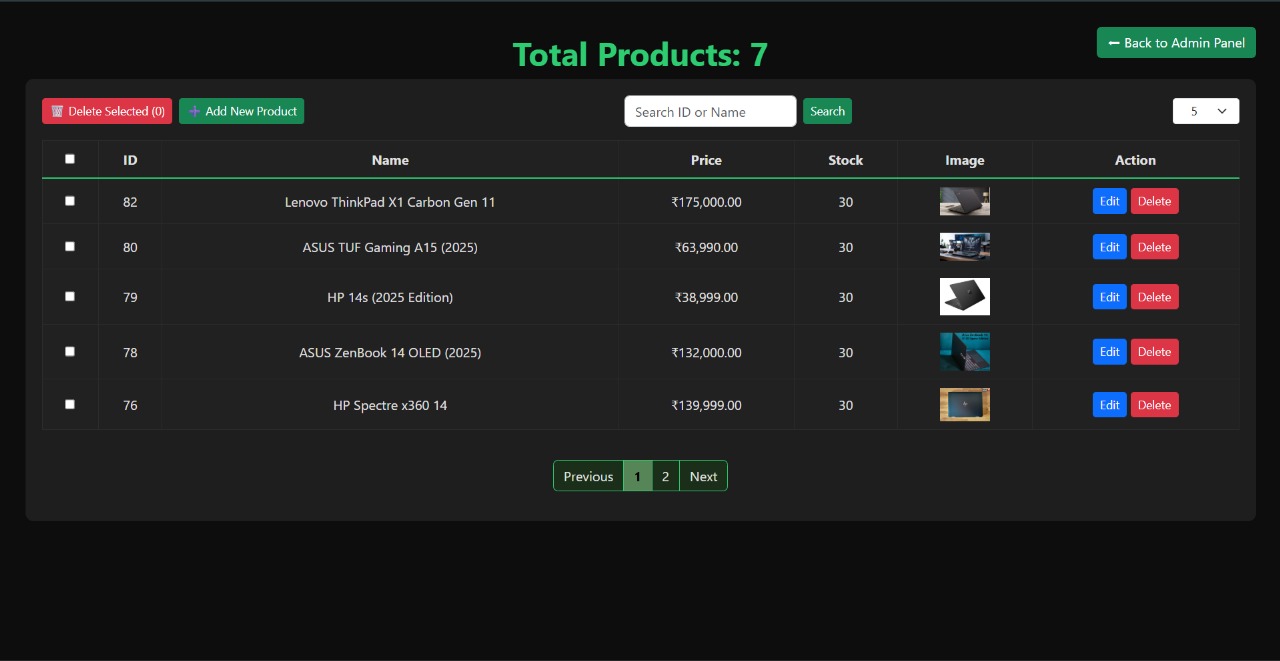 Total Products: 7
← Back to Admin Panel
Delete Selected (0) Add New Product Search ID or Name Search 5
ID Name Price Stock Image Action
82 Lenovo ThinkPad X1 Carbon Gen 11 ₹175,000.00 30 Edit Delete
80 ASUS TUF Gaming A15 (2025) ₹63,990.00 30 Edit Delete
79 HP 14s (2025 Edition) ₹38,999.00 30 Edit Delete
78 ASUS ZenBook 14 OLED (2025) ₹132,000.00 30 Edit Delete
76 HP Spectre x360 14 ₹139,999.00 30 Edit Delete
Previous 1 2 Next